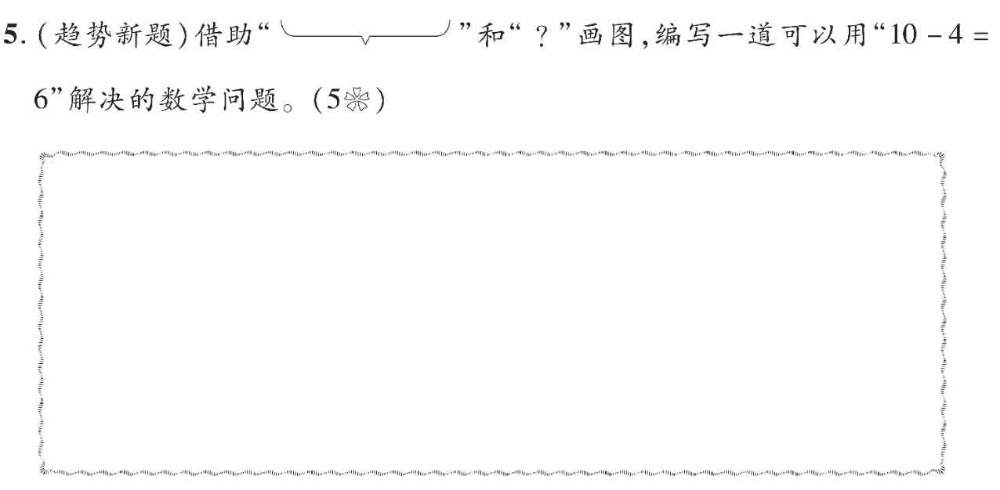 5. (趋势新题)借助“ ”和“ ? ”画图,编写一道可以用“10 – 4 =
6”解决的数学问题。(5 )